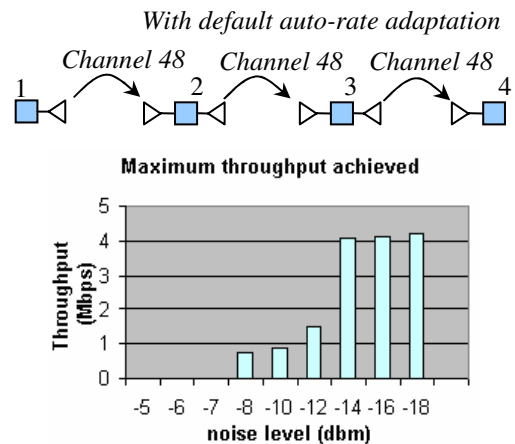 With default auto-rate adaptation
Channel 48 Channel 48 Channel 48
1 2 3 4
Maximum throughput achieved
Throughput
(Mbps)
5
4
3
2
1
0
-5 -6 -7 -8 -10 -12 -14 -16 -18
noise level (dbm)